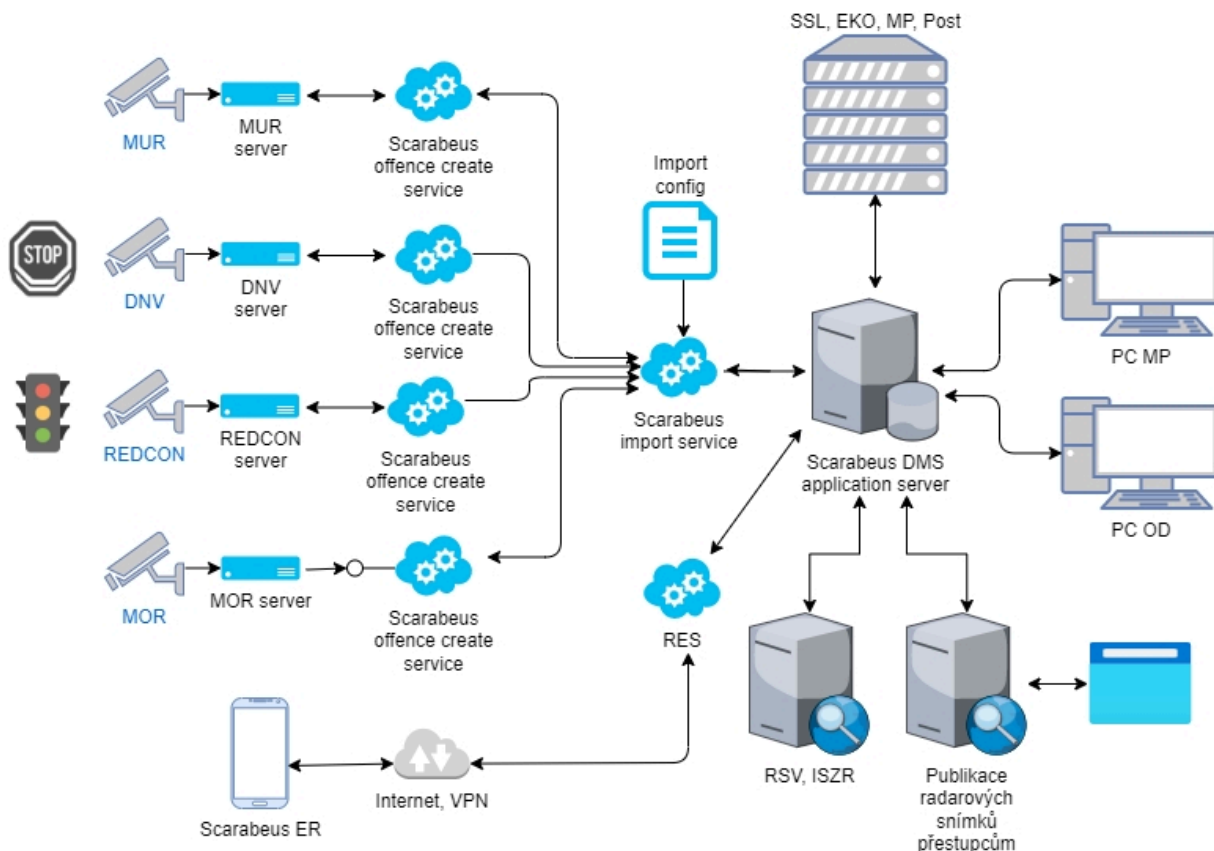 SSL, EKO, MP, Post
MUR
MUR
server
Scarabeus
offence create
service
Import
config
STOP
DNV
DNV
server
Scarabeus
offence create
service
PC MP
REDCON
REDCON
server
Scarabeus
offence create
service
Scarabeus
import service
Scarabeus DMS
application server
PC OD
MOR
MOR server
Scarabeus
offence create
service
RES
RSV, ISZR
Publikace
radarových
snímků
přestupcům
Scarabeus ER
Internet, VPN